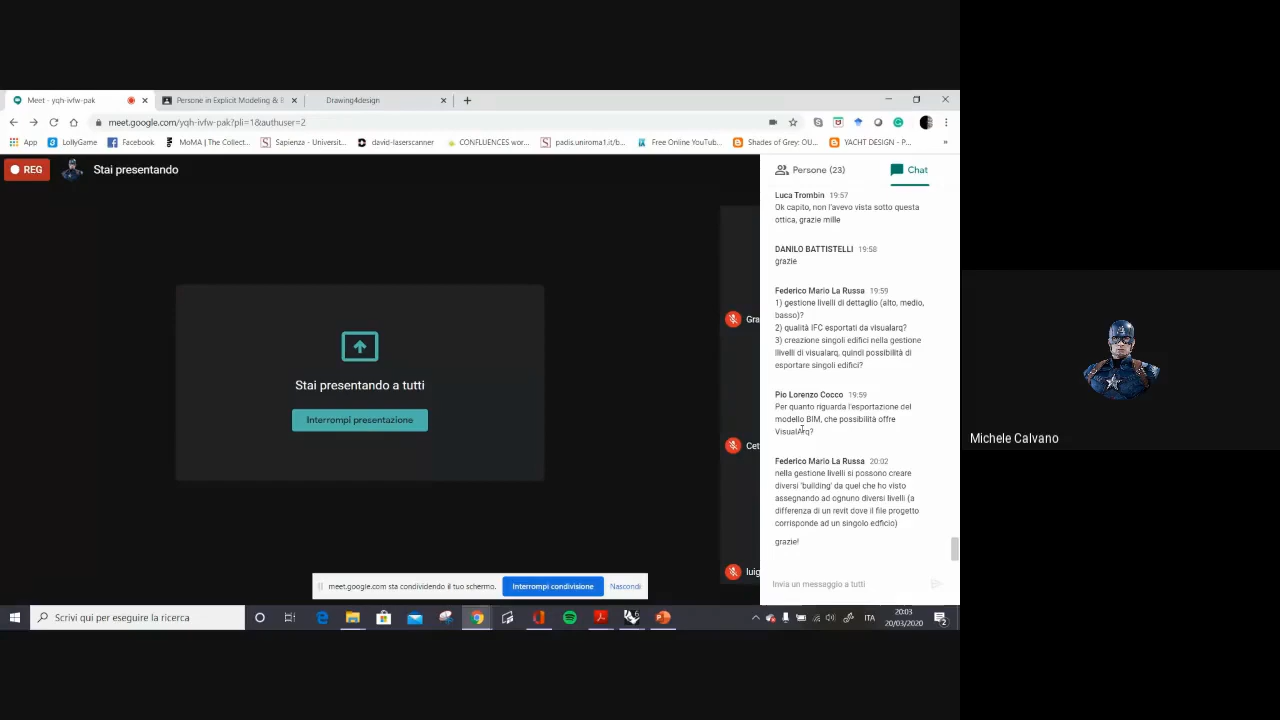 Meet - yqh-ivfw-pak
Persone in Explicit Modeling & B
Drawing4design
meet.google.com/yqh-ivfw-pak?pli=1&authuser=2
App
LollyGame
Facebook
MoMA | The Collect...
Sapienza - Universit...
david-laserscanner
CONFLUENCES wor...
padis.uniroma1.it/b...
Free Online YouTub...
Shades of Grey: OU...
YACHT DESIGN - P...
»
REG
Stai presentando
Persone (23)
Chat
Luca Trombin 19:57
Ok capito, non l'avevo vista sotto questa
ottica, grazie mille
DANILO BATTISTELLI 19:58
grazie
Federico Mario La Russa 19:59
1) gestione livelli di dettaglio (alto, medio,
basso)?
2) qualità IFC esportati da visualarq?
3) creazione singoli edifici nella gestione
llivelli di visualarq, quindi possibilità di
esportare singoli edifici?
Pio Lorenzo Cocco 19:59
Per quanto riguarda l'esportazione del
modello BIM, che possibilità offre
VisualArq?
Federico Mario La Russa 20:02
nella gestione livelli si possono creare
diversi 'building' da quel che ho visto
assegnando ad ognuno diversi livelli (a
differenza di un revit dove il file progetto
corrisponde ad un singolo edficio)
grazie!
Invia un messaggio a tutti
Stai presentando a tutti
Interrompi presentazione
Gra
Cet
luig
meet.google.com sta condividendo il tuo schermo.
Interrompi condivisione
Nascondi
Michele Calvano
Scrivi qui per eseguire la ricerca
ITA
20:03
20/03/2020
2